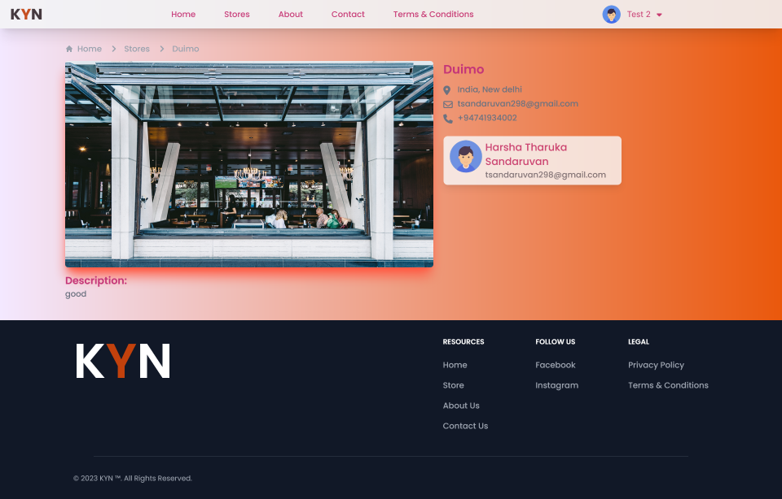 KYN
Home Stores About Contact Terms & Conditions
Test 2
Home > Stores > Duimo
Duimo
India, New delhi
tsandaruvan298@gmail.com
+94741934002
Harsha Tharuka
Sandaruvan
tsandaruvan298@gmail.com
Description:
good
KYN
RESOURCES
Home
Store
About Us
Contact Us
FOLLOW US
Facebook
Instagram
LEGAL
Privacy Policy
Terms & Conditions
© 2023 KYN ™. All Rights Reserved.